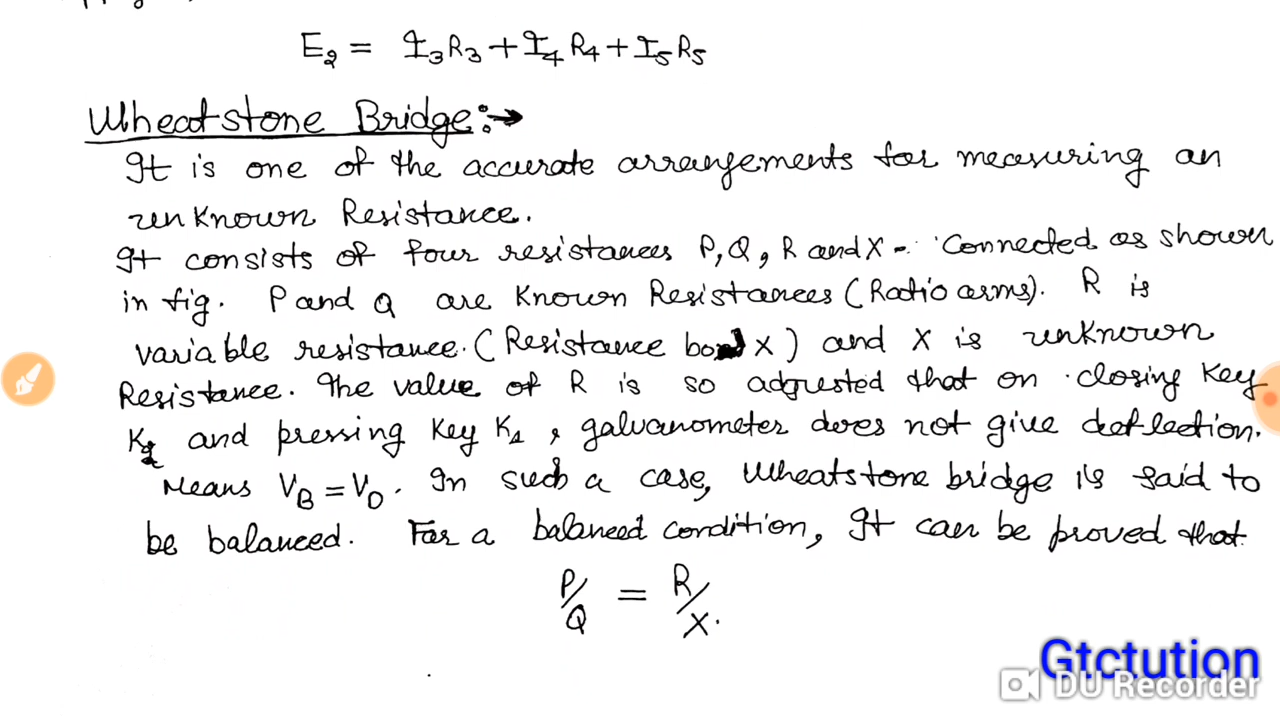 E₂ = I₃R₃ + I₄R₄ + I₅R₅
Wheatstone Bridge:→
It is one of the accurate arrangements for measuring an
unknown Resistance.
It consists of four resistances P, Q, R and X - Connected as shown
in fig. P and Q are known Resistances (Ratio arms). R is
variable resistance. (Resistance box) and X is unknown
Resistance. The value of R is so adjusted that on closing key
K₂ and pressing key K₁, galvanometer does not give deflection.
Means V_B = V_D. In such a case, Wheatstone bridge is said to
be balanced. For a balanced condition, It can be proved that
P/Q = R/X.
Gtctution
DU Recorder